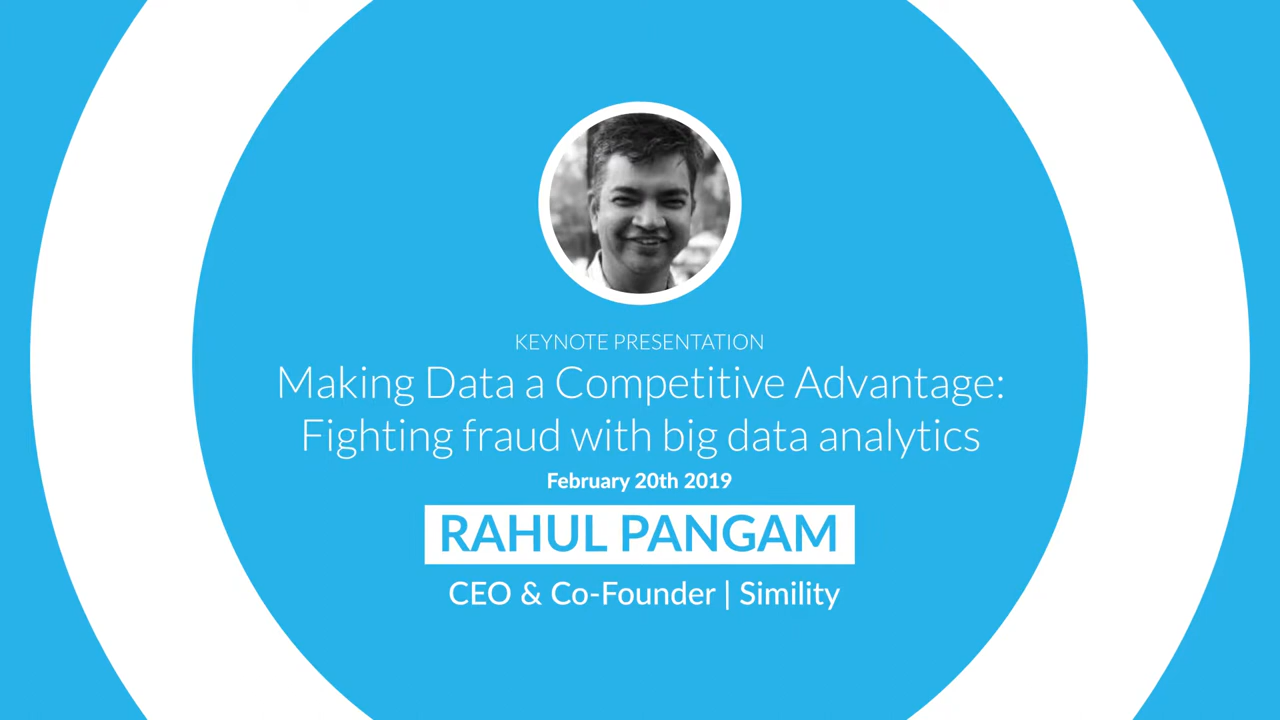 KEYNOTE PRESENTATION
Making Data a Competitive Advantage:
Fighting fraud with big data analytics
February 20th 2019
RAHUL PANGAM
CEO & Co-Founder | Simility